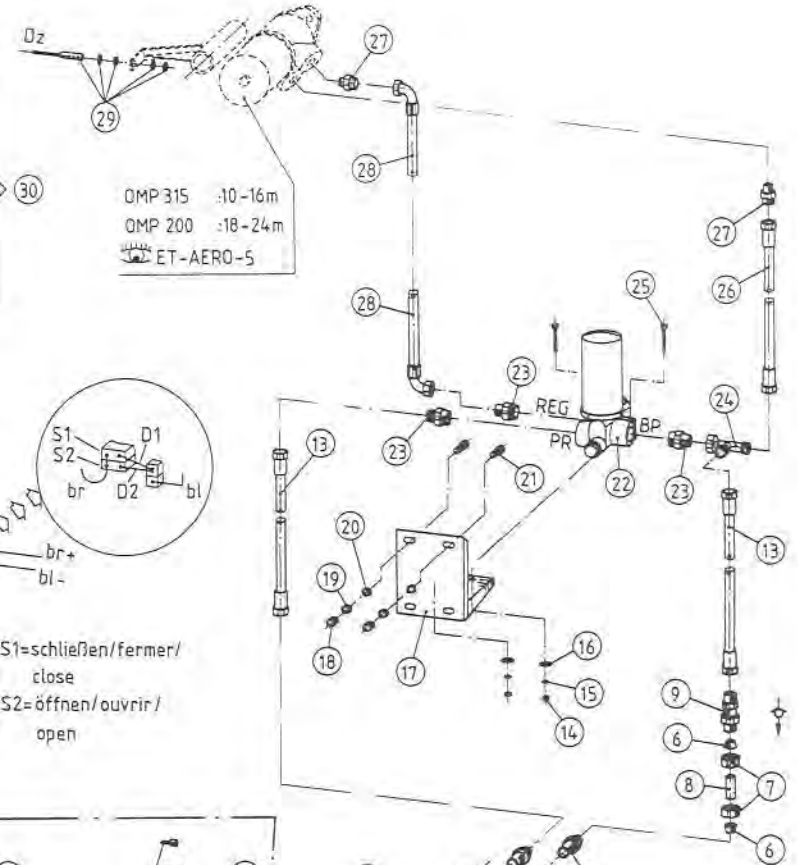 Dz
27
29
28
30
OMP 315 :10-16m
OMP 200 :18-24m
ET-AERO-S
27
26
28
25
23
REG
24
S1
D1
S2
D2
br
bl
23
PR
BP
22
23
13
21
20
13
br+
bl-
19
18
17
16
15
14
S1=schließen/fermer/
close
S2=öffnen/ouvrir/
open
9
6
8
7
6